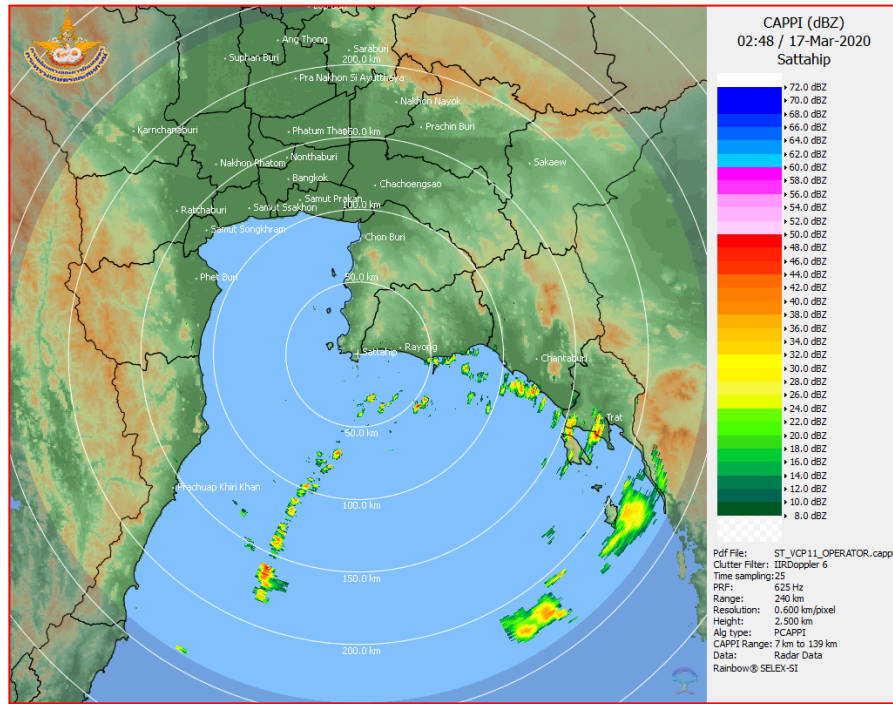 CAPPI (dBZ)
02:48 / 17-Mar-2020
Sattahip
72.0 dBZ
70.0 dBZ
68.0 dBZ
66.0 dBZ
64.0 dBZ
62.0 dBZ
60.0 dBZ
58.0 dBZ
56.0 dBZ
54.0 dBZ
52.0 dBZ
50.0 dBZ
48.0 dBZ
46.0 dBZ
44.0 dBZ
42.0 dBZ
40.0 dBZ
38.0 dBZ
36.0 dBZ
34.0 dBZ
32.0 dBZ
30.0 dBZ
28.0 dBZ
26.0 dBZ
24.0 dBZ
22.0 dBZ
20.0 dBZ
18.0 dBZ
16.0 dBZ
14.0 dBZ
12.0 dBZ
10.0 dBZ
8.0 dBZ
Pdf File: ST_VCP11_OPERATOR.capp
Clutter Filter: IIRDoppler 6
Time sampling:25
PRF: 625 Hz
Range: 240 km
Resolution: 0.600 km/pixel
Height: 2.500 km
Alg type: PCAPPI
CAPPI Range: 7 km to 139 km
Data: Radar Data
Rainbow® SELEX-SI
Ang Thong
Saraburi
Suphan Buri
200.0 km
Pra Nakhon Si Ayutthaya
Nakhon Nayok
Karnchanaburi
Phatum Thani
150.0 km
Prachin Buri
Nonthaburi
Nakhon Phatom
Sakaew
Bangkok
Chachoengsao
Samut Prakan
Ratchaburi
Samut Ssakhon
100.0 km
Samut Songkhram
Chon Buri
Phet Buri
50.0 km
Sattahip
Rayong
Chantaburi
Trat
50.0 km
Prachuap Khiri Khan
100.0 km
150.0 km
200.0 km